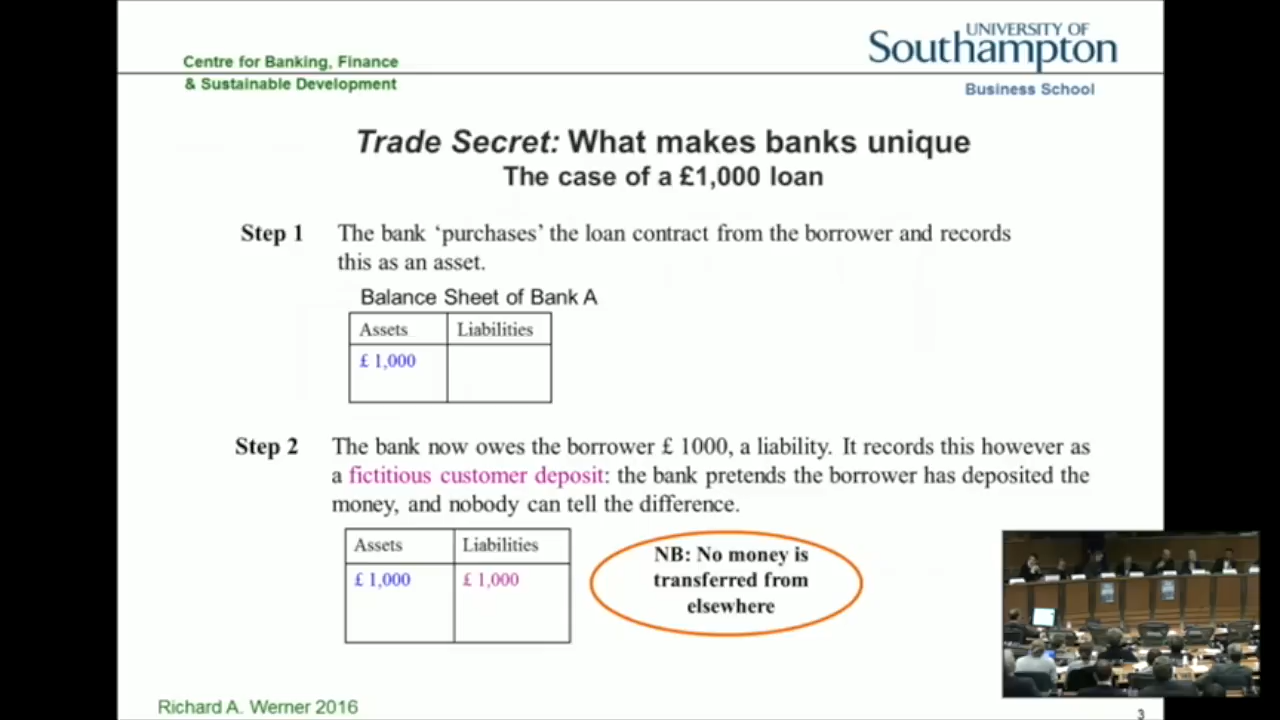 Centre for Banking, Finance
& Sustainable Development
UNIVERSITY OF
Southampton
Business School
Trade Secret: What makes banks unique
The case of a £1,000 loan
Step 1 The bank ‘purchases’ the loan contract from the borrower and records
this as an asset.
Balance Sheet of Bank A
Assets Liabilities
£ 1,000
Step 2 The bank now owes the borrower £ 1000, a liability. It records this however as
a fictitious customer deposit: the bank pretends the borrower has deposited the
money, and nobody can tell the difference.
Assets Liabilities
£ 1,000 £ 1,000
NB: No money is
transferred from
elsewhere
Richard A. Werner 2016
3